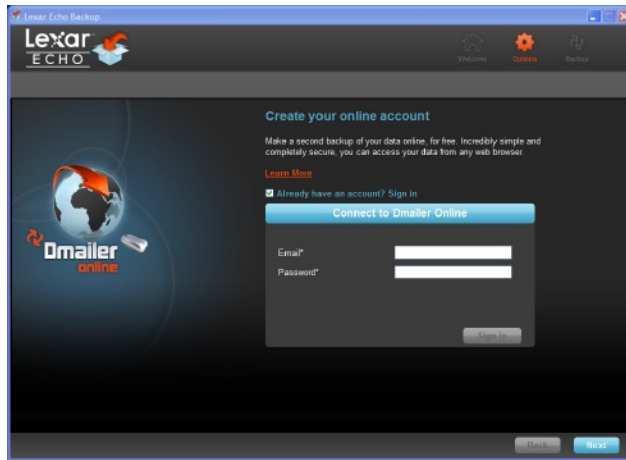 Lexar Echo Backup
Lexar
ECHO
Welcome
Options
Backup
Create your online account
Make a second backup of your data online, for free. Incredibly simple and
completely secure, you can access your data from any web browser.
Learn More
Already have an account? Sign in
Connect to Dmailer Online
Email*
Password*
Sign in
Dmailer
online
Back
Next